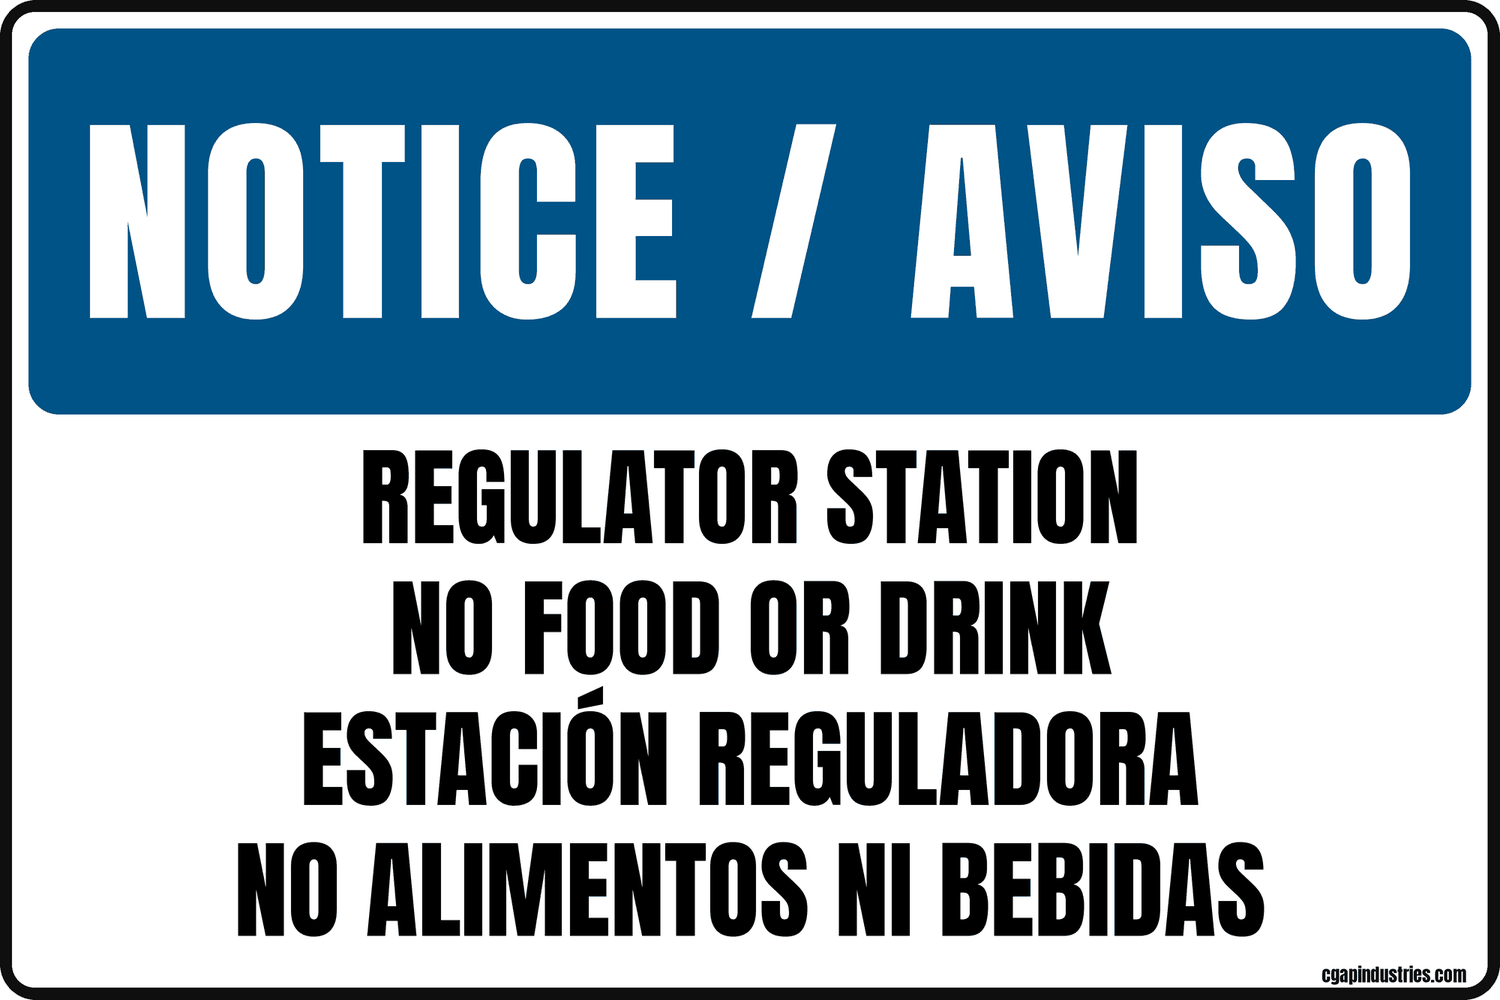 NOTICE / AVISO
REGULATOR STATION
NO FOOD OR DRINK
ESTACIÓN REGULADORA
NO ALIMENTOS NI BEBIDAS
cgapindustries.com